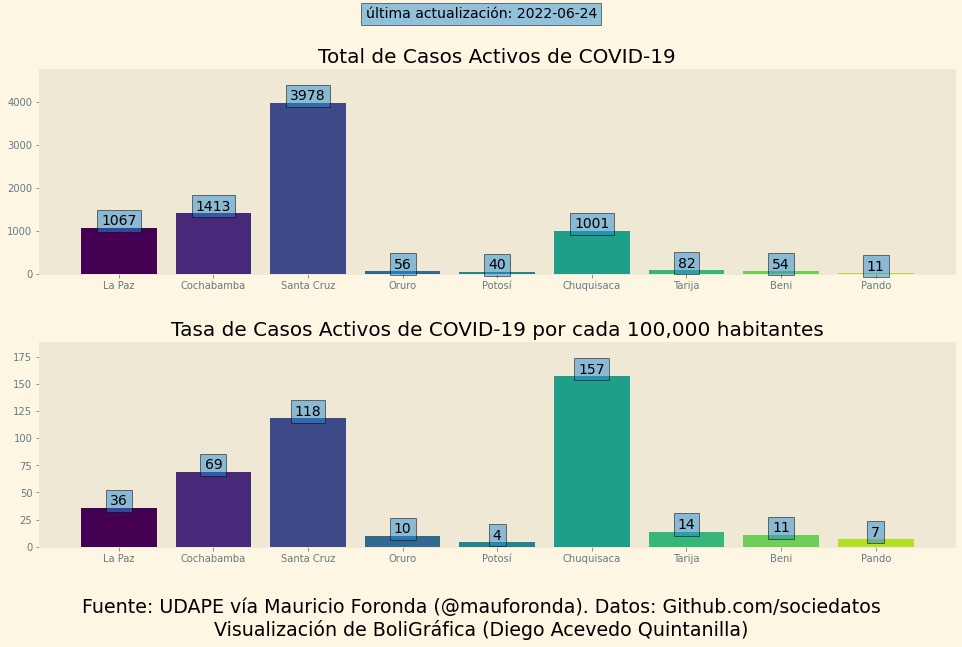 última actualización: 2022-06-24
Total de Casos Activos de COVID-19
4000
3000
2000
1000
0
1067
1413
3978
56
40
1001
82
54
11
La Paz
Cochabamba
Santa Cruz
Oruro
Potosí
Chuquisaca
Tarija
Beni
Pando
Tasa de Casos Activos de COVID-19 por cada 100,000 habitantes
175
150
125
100
75
50
25
0
36
69
118
10
4
157
14
11
7
La Paz
Cochabamba
Santa Cruz
Oruro
Potosí
Chuquisaca
Tarija
Beni
Pando
Fuente: UDAPE vía Mauricio Foronda (@mauforonda). Datos: Github.com/sociedatos
Visualización de BoliGráfica (Diego Acevedo Quintanilla)